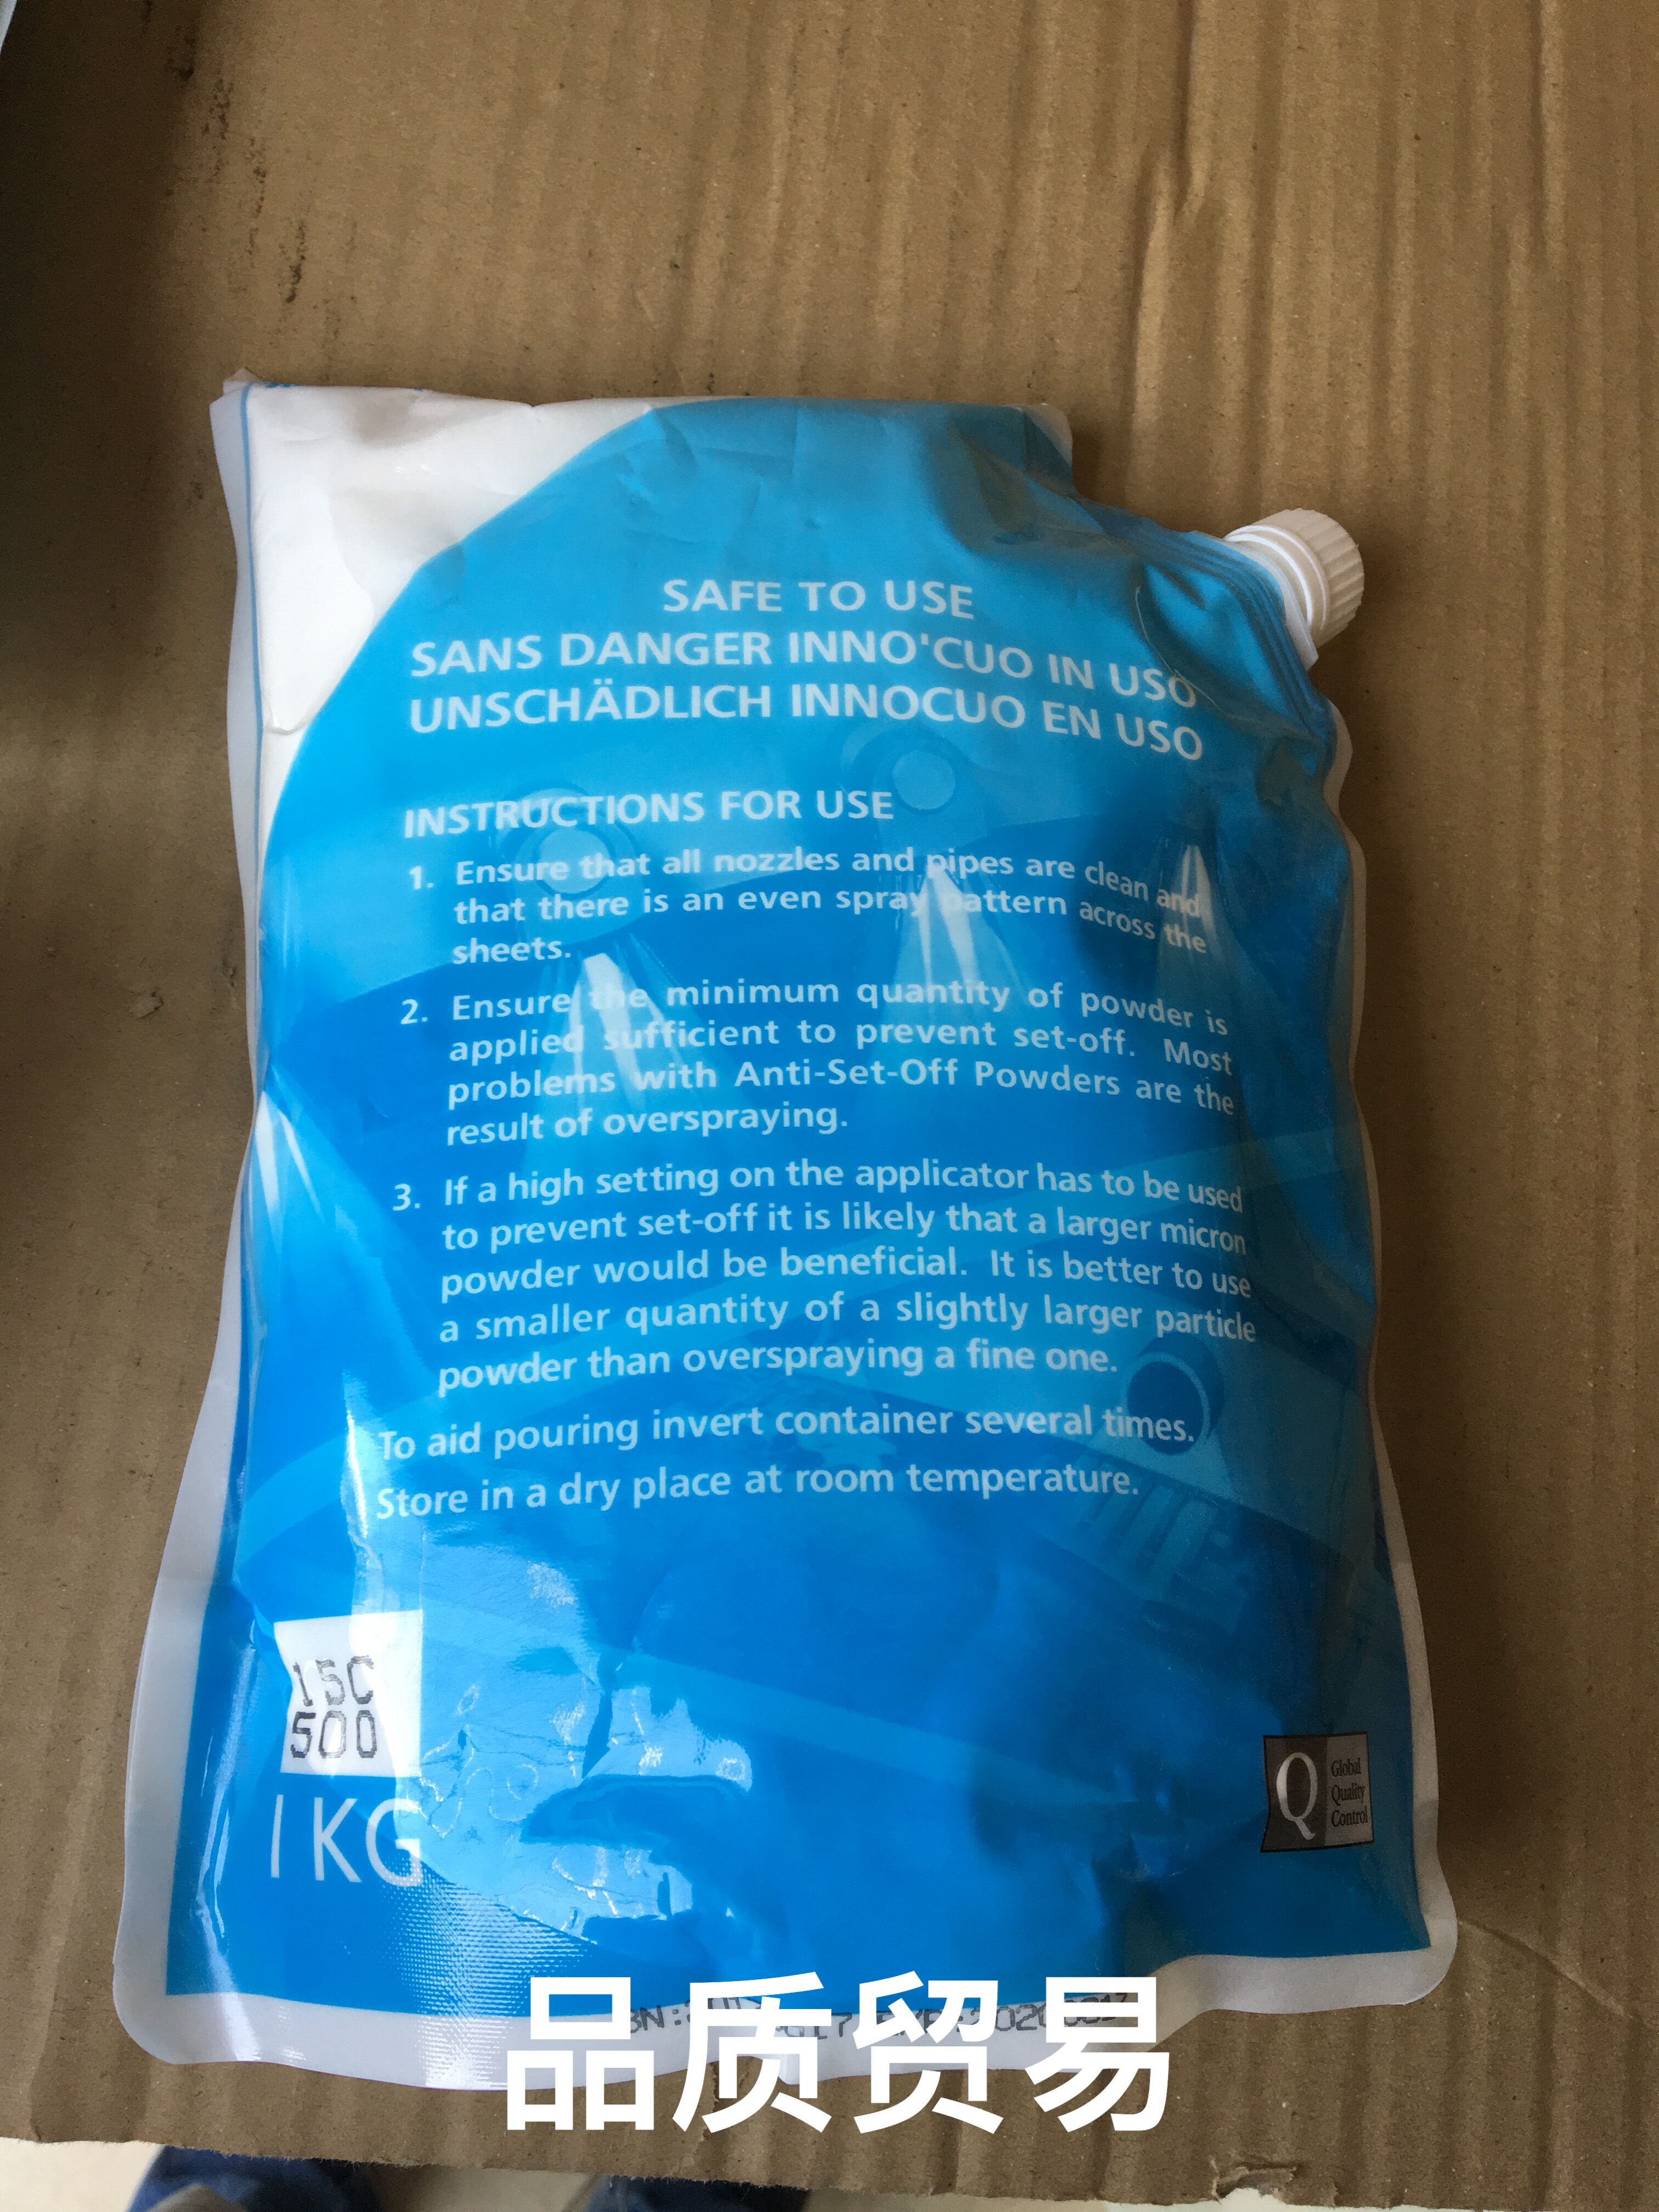 SAFE TO USE
SANS DANGER INNO'CUO IN USO
UNSCHÄDLICH INNOCUO EN USO
INSTRUCTIONS FOR USE
1. Ensure that all nozzles and pipes are clean and
that there is an even spray pattern across the
sheets.
2. Ensure the minimum quantity of powder is
applied sufficient to prevent set-off. Most
problems with Anti-Set-Off Powders are the
result of overspraying.
3. If a high setting on the applicator has to be used
to prevent set-off it is likely that a larger micron
powder would be beneficial. It is better to use
a smaller quantity of a slightly larger particle
powder than overspraying a fine one.
To aid pouring invert container several times.
Store in a dry place at room temperature.
15C
500
1 KG
Q Global
Quality
Control
品质贸易